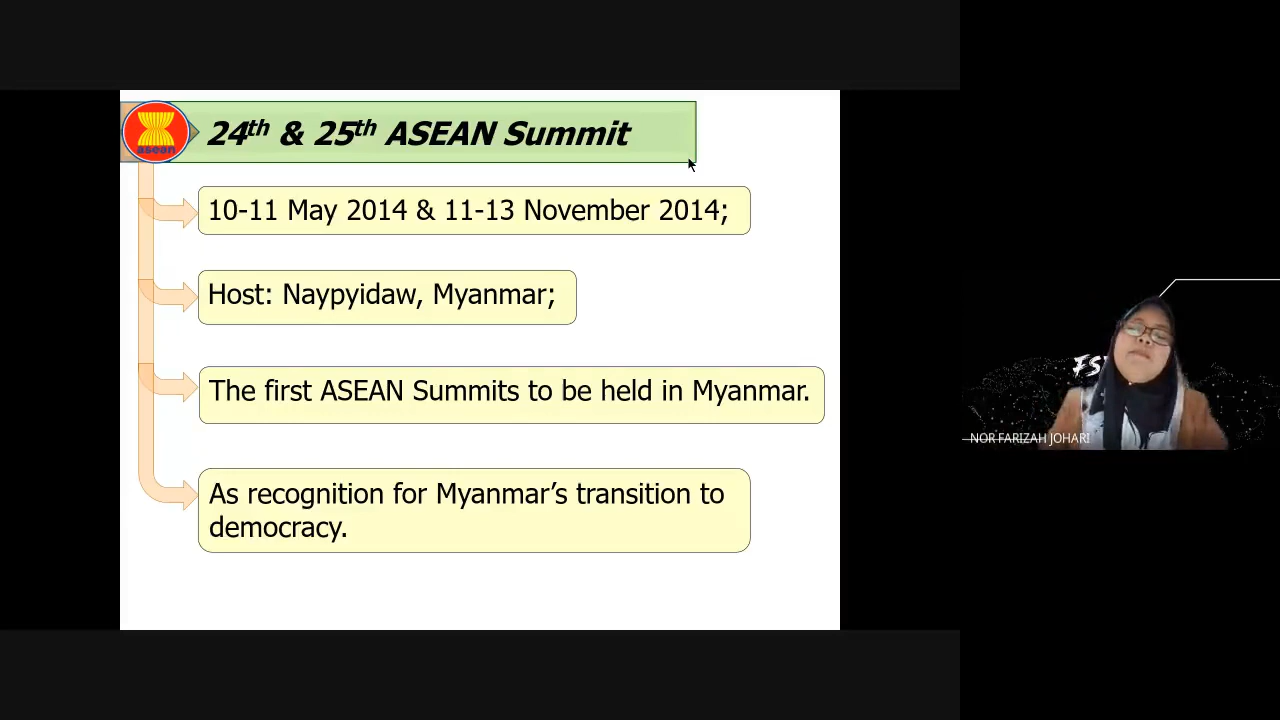 24th & 25th ASEAN Summit
asean
10-11 May 2014 & 11-13 November 2014;
Host: Naypyidaw, Myanmar;
The first ASEAN Summits to be held in Myanmar.
As recognition for Myanmar's transition to
democracy.
NOR FARIZAH JOHARI